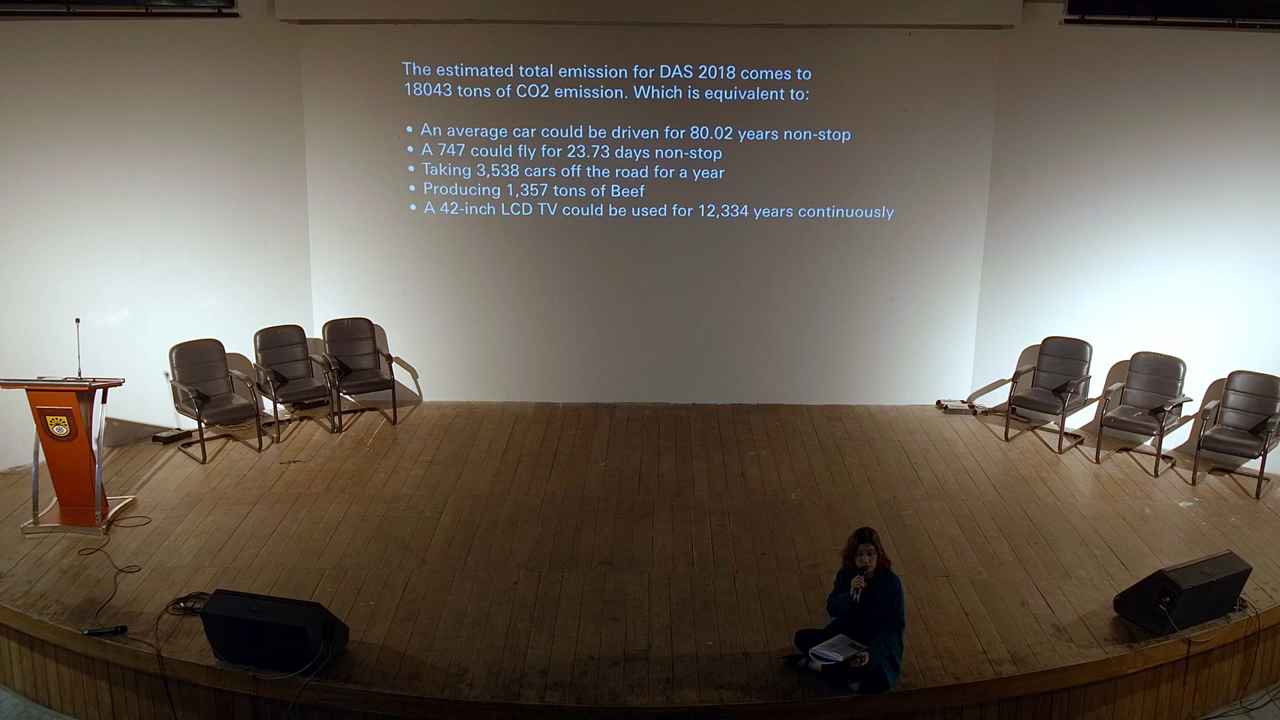 The estimated total emission for DAS 2018 comes to
18043 tons of CO2 emission. Which is equivalent to:
• An average car could be driven for 80.02 years non-stop
• A 747 could fly for 23.73 days non-stop
• Taking 3,538 cars off the road for a year
• Producing 1,357 tons of Beef
• A 42-inch LCD TV could be used for 12,334 years continuously